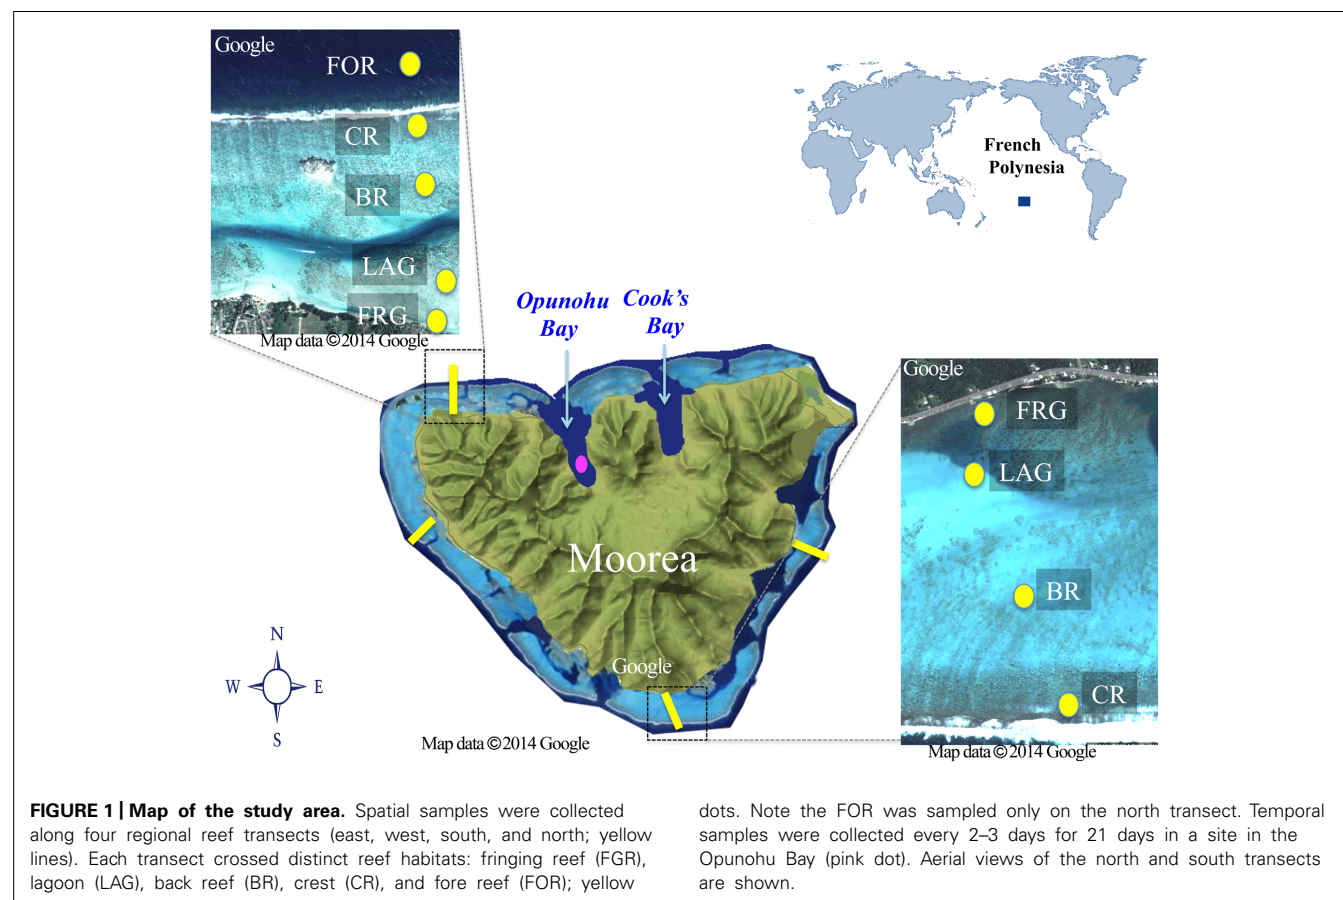 Google
FOR
CR
BR
LAG
FRG
Map data ©2014 Google
French
Polynesia
Opunohu
Bay
Cook's
Bay
Moorea
Google
Map data ©2014 Google
N
W
E
S
Google
FRG
LAG
BR
CR
Map data ©2014 Google
FIGURE 1 | Map of the study area. Spatial samples were collected
along four regional reef transects (east, west, south, and north; yellow
lines). Each transect crossed distinct reef habitats: fringing reef (FGR),
lagoon (LAG), back reef (BR), crest (CR), and fore reef (FOR); yellow
dots. Note the FOR was sampled only on the north transect. Temporal
samples were collected every 2–3 days for 21 days in a site in the
Opunohu Bay (pink dot). Aerial views of the north and south transects
are shown.